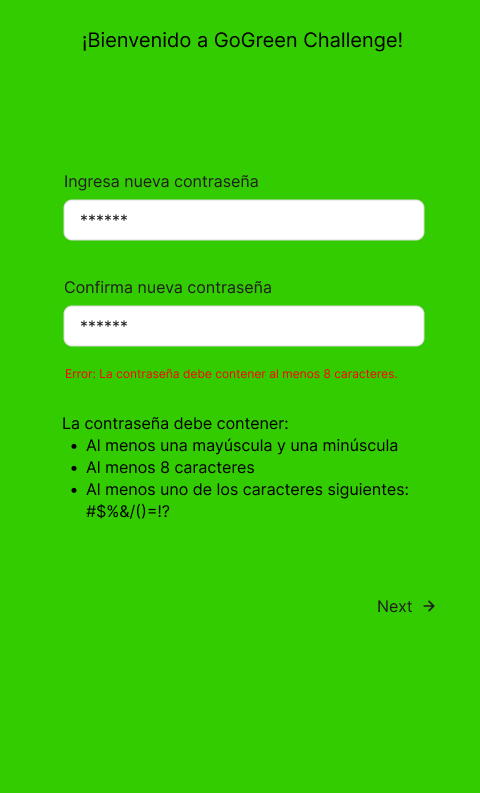 ¡Bienvenido a GoGreen Challenge!
Ingresa nueva contraseña
******
Confirma nueva contraseña
******
Error: La contraseña debe contener al menos 8 caracteres.
La contraseña debe contener:
• Al menos una mayúscula y una minúscula
• Al menos 8 caracteres
• Al menos uno de los caracteres siguientes:
#$%&/()=!?
Next →